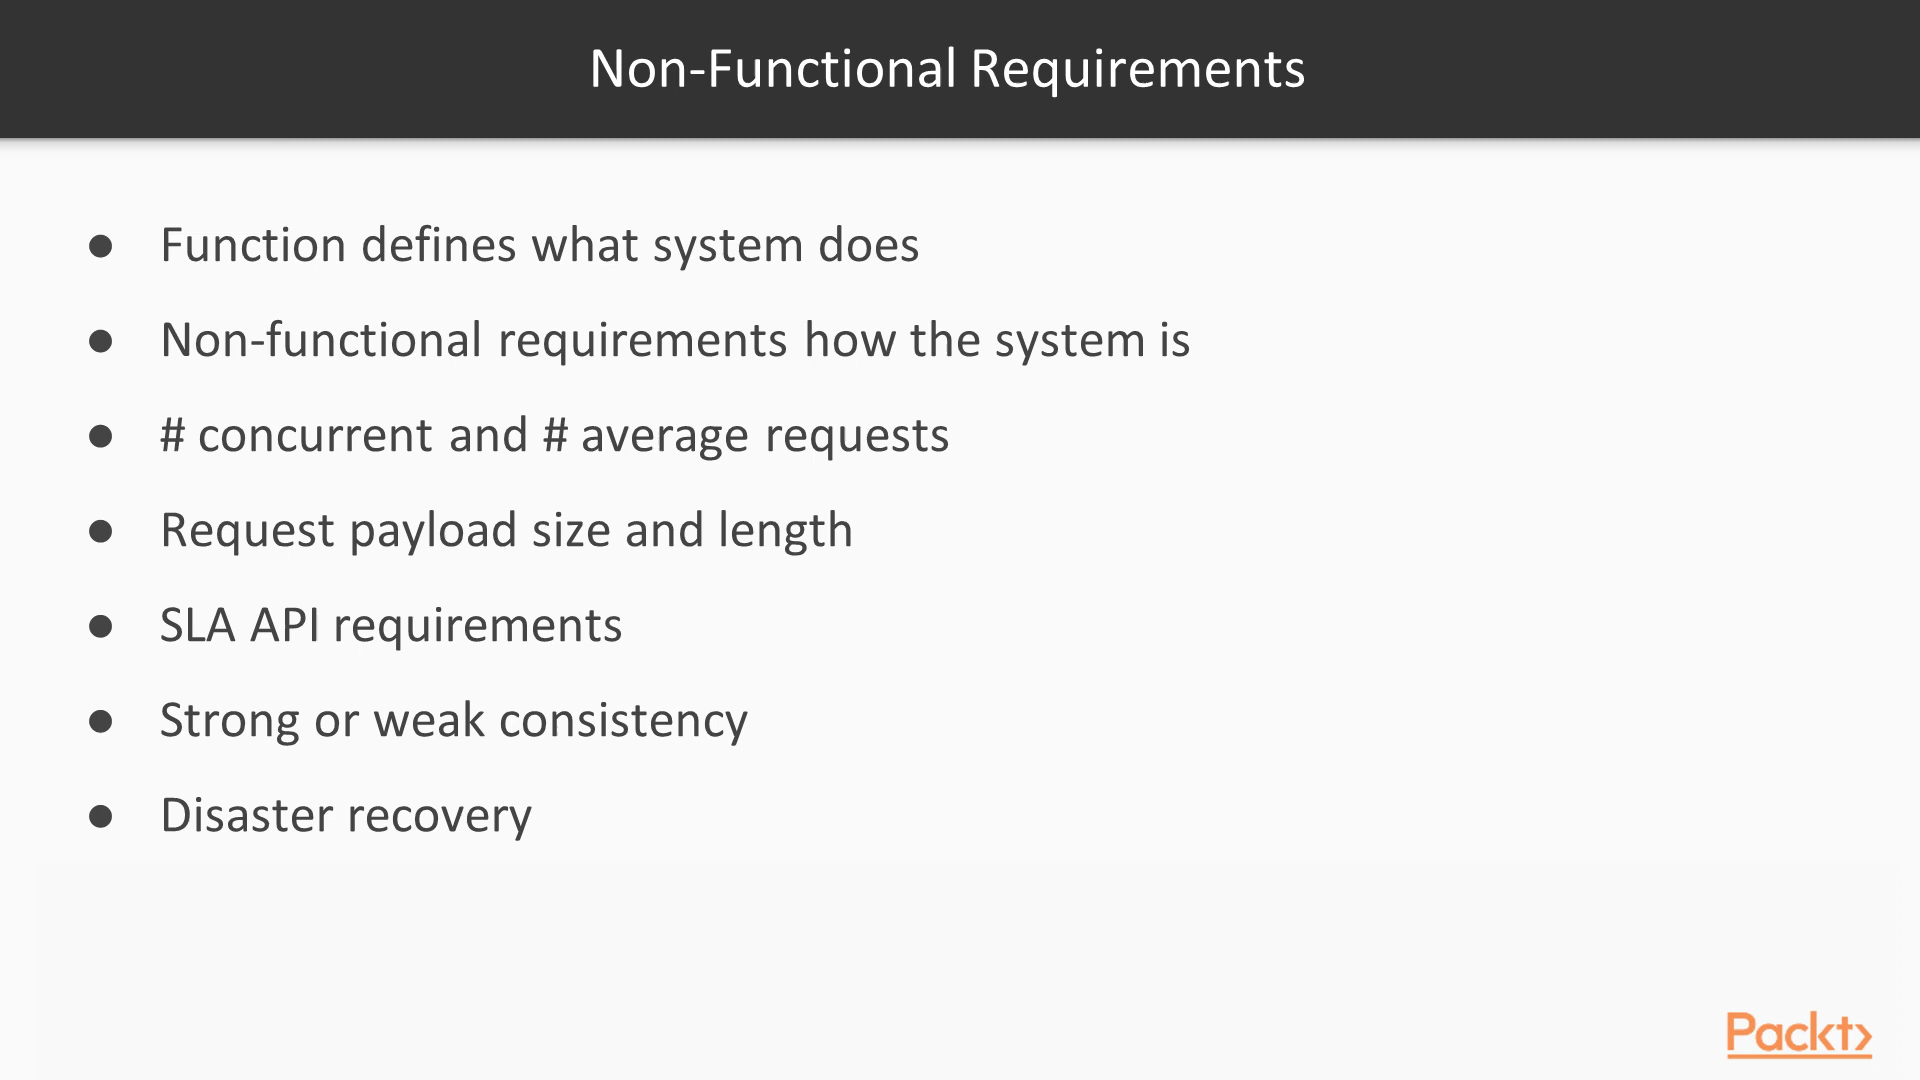 Non-Functional Requirements
● Function defines what system does
● Non-functional requirements how the system is
● # concurrent and # average requests
● Request payload size and length
● SLA API requirements
● Strong or weak consistency
● Disaster recovery
Packt>